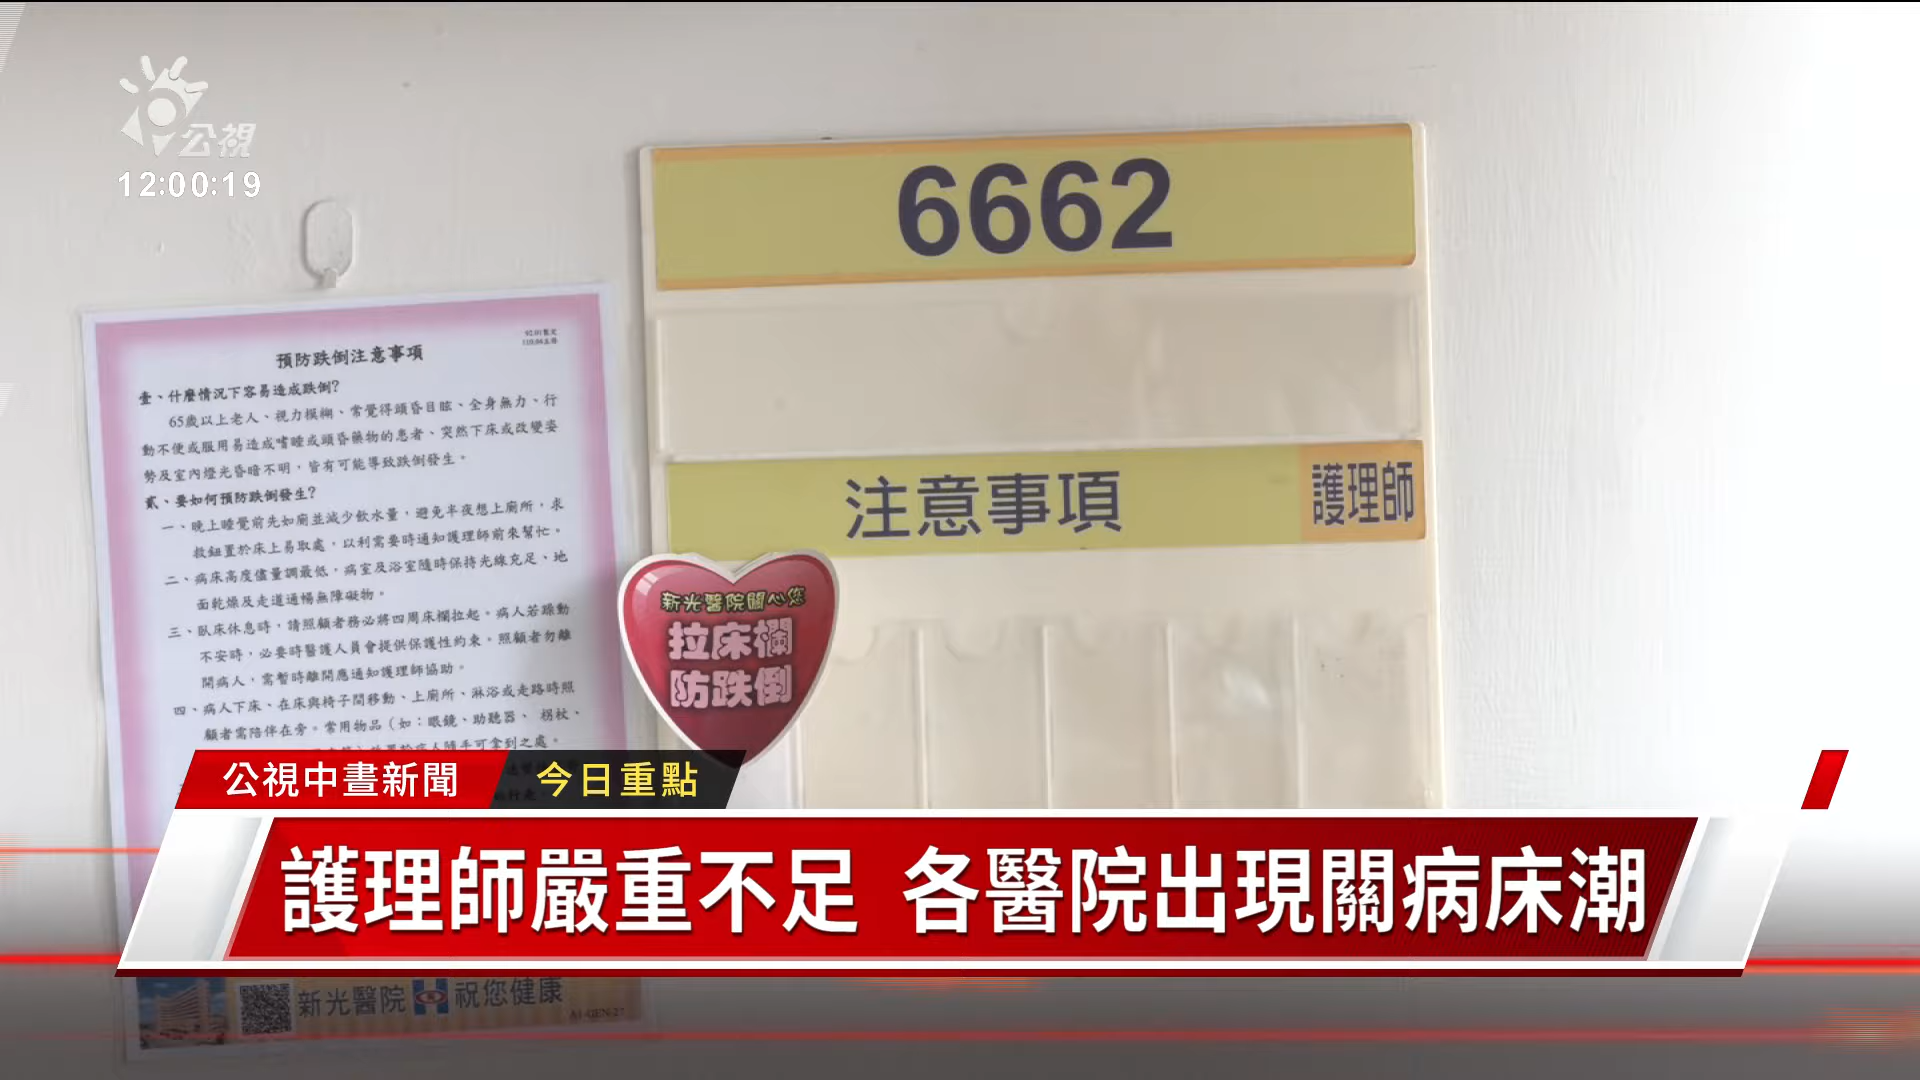 公視
12:00:19
6662
注意事項
護理師
新光醫院關心您
拉床欄
防跌倒
預防跌倒注意事項
壹、什麼情況下容易造成跌倒？
65歲以上老人、視力模糊、常覺得頭昏目眩、全身無力、行
動不便或服用易造成嗜睡或頭昏藥物的患者、突然下床或改變姿
勢及室內燈光昏暗不明，皆有可能導致跌倒發生。
貳、要如何預防跌倒發生？
一、晚上睡覺前先如廁並減少飲水量，避免半夜想上廁所，求
救鈕置於床上易取處，以利需要時通知護理師前來幫忙。
二、病床高度儘量調最低，病室及浴室隨時保持光線充足、地
面乾燥及走道通暢無障礙物。
三、臥床休息時，請照顧者務必將四周床欄拉起。病人若躁動
不安時，必要時醫護人員會提供保護性約束。照顧者勿離
開病人，需暫時離開應通知護理師協助。
四、病人下床、在床與椅子間移動、上廁所、淋浴或走路時照
顧者需陪伴在旁。常用物品（如：眼鏡、助聽器、拐杖、
病人隨手可拿到之處。
公視中晝新聞
今日重點
護理師嚴重不足 各醫院出現關病床潮
新光醫院 祝您健康
A1-GEN-27